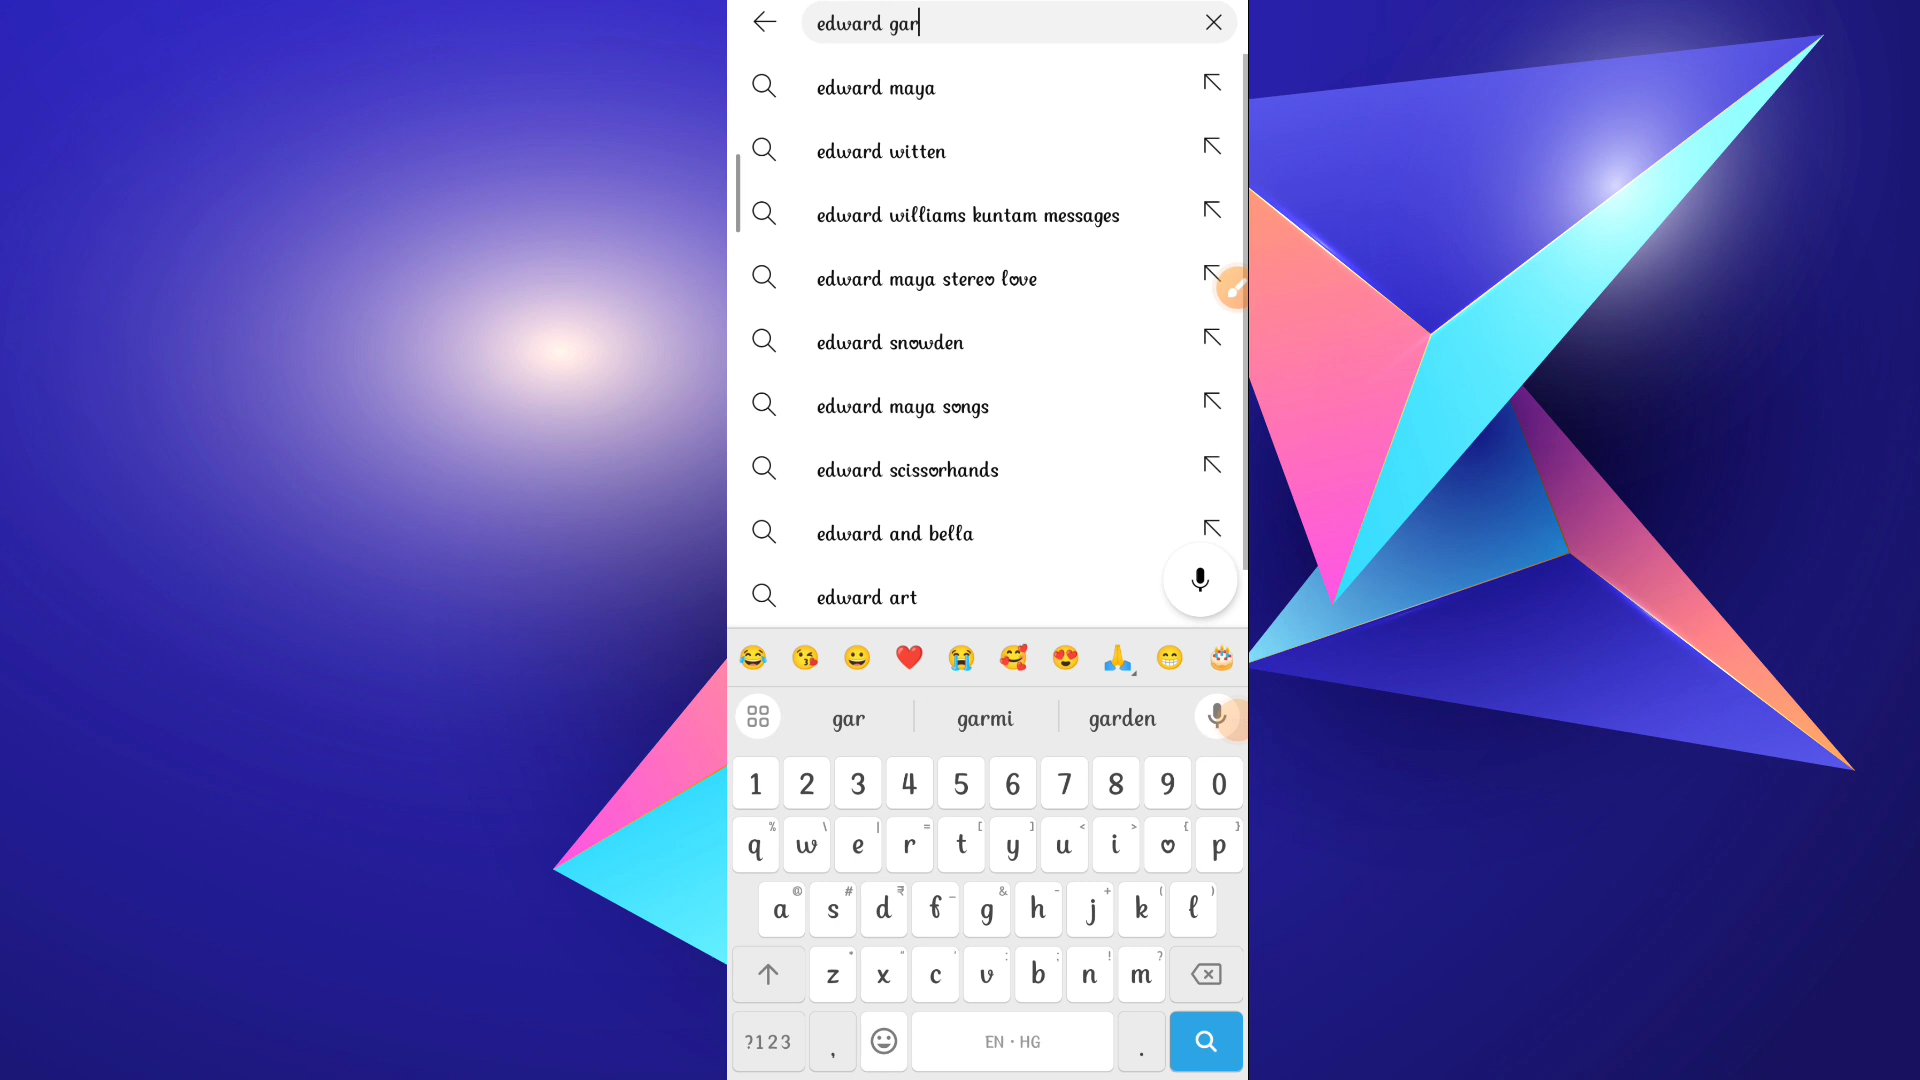 edward gar
edward maya
edward witten
edward williams kuntam messages
edward maya stereo love
edward snowden
edward maya songs
edward scissorhands
edward and bella
edward art
gar garmi garden
1 2 3 4 5 6 7 8 9 0
% \ | = [ ] < > { }
q w e r t y u i o p
@ # ₹ _ & - + ( )
a s d f g h j k l
* " ' : ; ! ?
z x c v b n m
?123 , EN • HG .